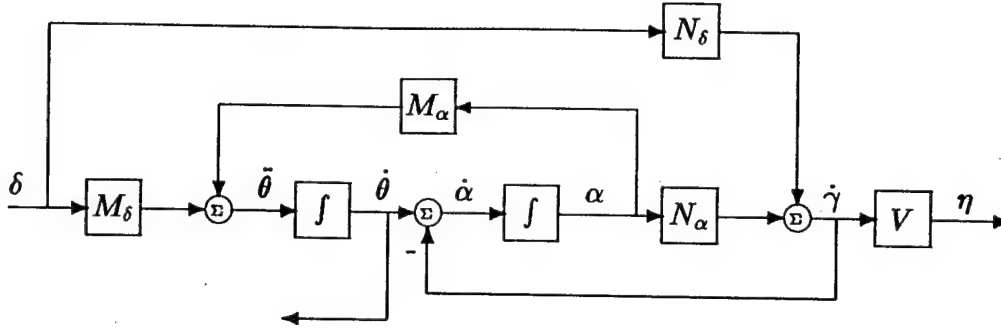 N_δ
M_α
δ M_δ Σ θ̈ ∫ θ̇ Σ α̇ ∫ α N_α Σ γ̇ V η
-